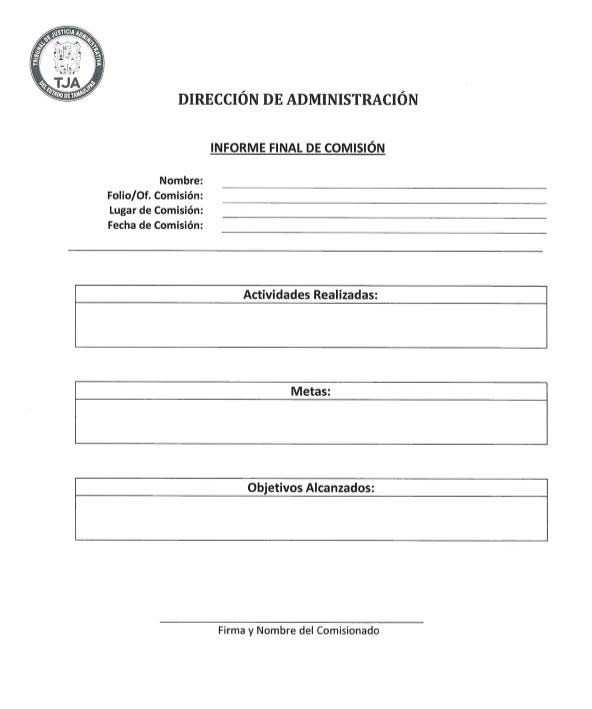 TRIBUNAL DE JUSTICIA ADMINISTRATIVA
TJA
DEL ESTADO DE TAMAULIPAS
DIRECCIÓN DE ADMINISTRACIÓN
INFORME FINAL DE COMISIÓN
Nombre:
Folio/Of. Comisión:
Lugar de Comisión:
Fecha de Comisión:
Actividades Realizadas:
Metas:
Objetivos Alcanzados:
Firma y Nombre del Comisionado